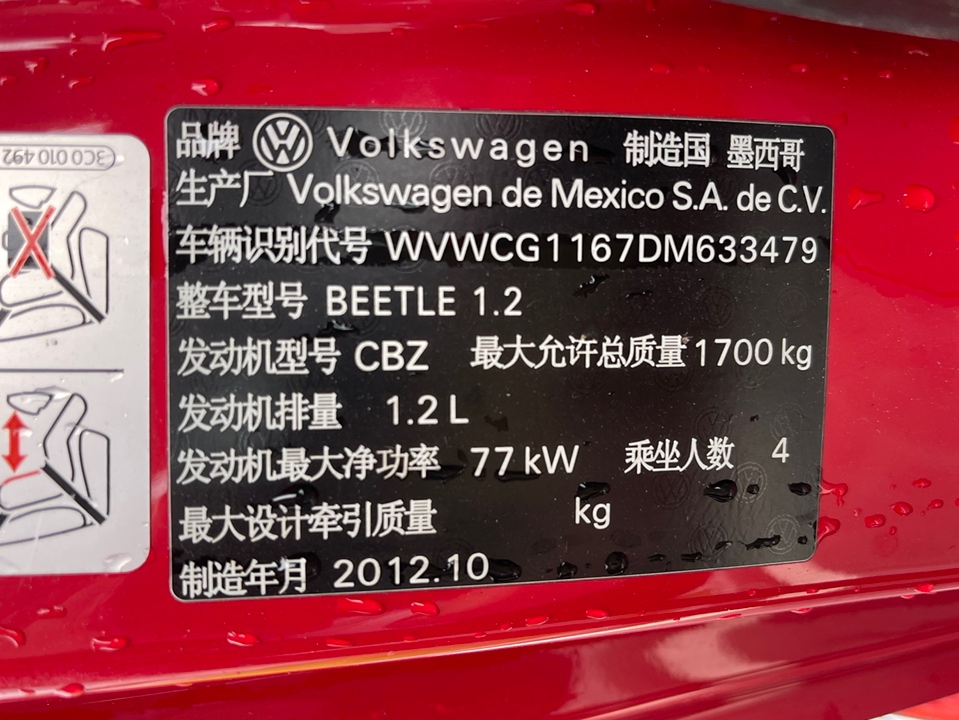 3C0 010 492
品牌 Volkswagen 制造国 墨西哥
生产厂 Volkswagen de Mexico S.A. de C.V.
车辆识别代号 WVWCG1167DM633479
整车型号 BEETLE 1.2
发动机型号 CBZ 最大允许总质量 1700 kg
发动机排量 1.2 L
发动机最大净功率 77 kW 乘坐人数 4
最大设计牵引质量 kg
制造年月 2012.10